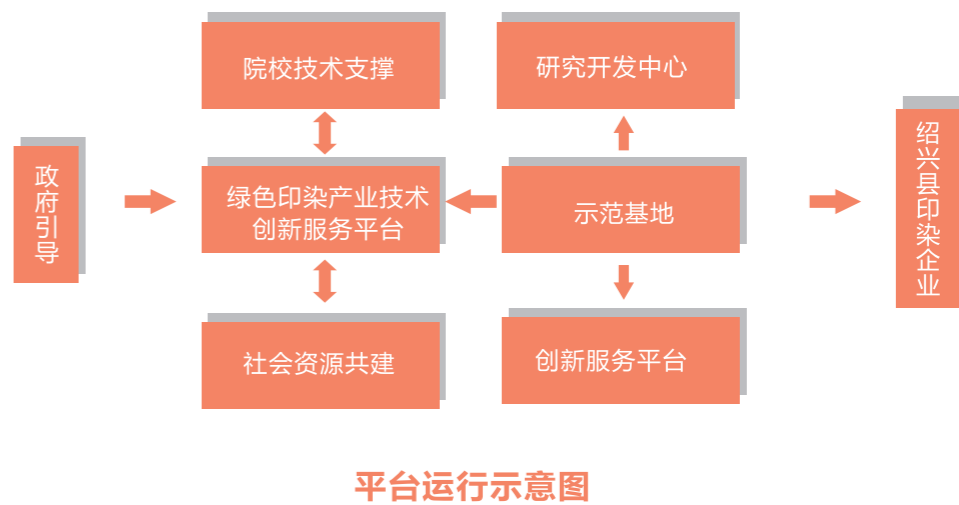 院校技术支撑
研究开发中心
政府引导
绿色印染产业技术
创新服务平台
示范基地
绍兴县印染企业
社会资源共建
创新服务平台
平台运行示意图